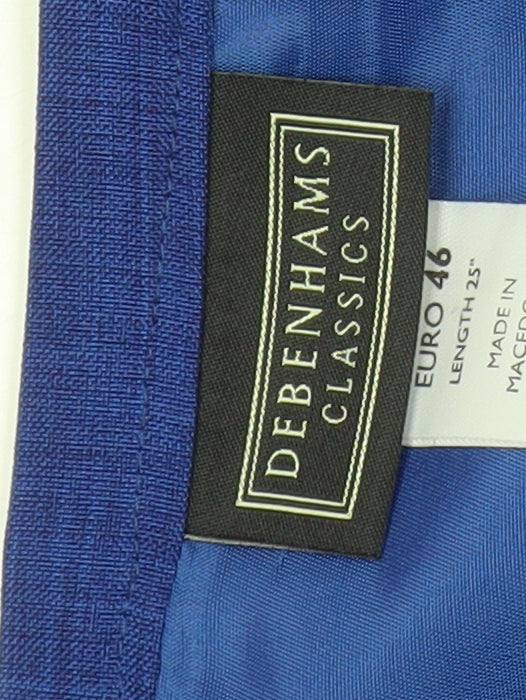 DEBENHAMS
CLASSICS
EURO 46
LENGTH 25"
MADE IN